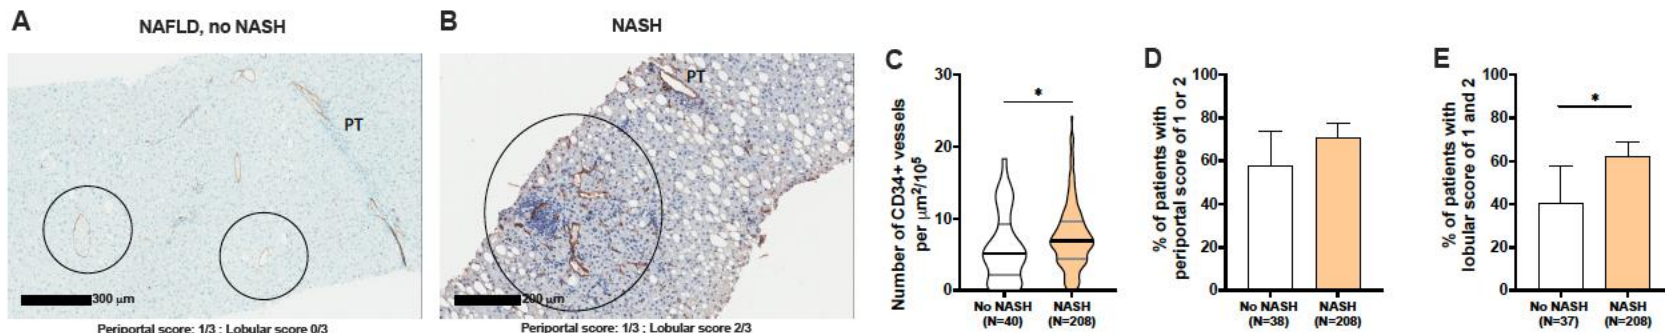 A
NAFLD, no NASH
PT
300 µm
Periportal score: 1/3 ; Lobular score 0/3
B
NASH
PT
200 µm
Periportal score: 1/3 ; Lobular score 2/3
C
Number of CD34+ vessels
per µm²/10⁵
30
20
10
0
*
No NASH
(N=40)
NASH
(N=208)
D
% of patients with
periportal score of 1 or 2
100
80
60
40
20
0
No NASH
(N=38)
NASH
(N=208)
E
% of patients with
lobular score of 1 and 2
100
80
60
40
20
0
*
No NASH
(N=37)
NASH
(N=208)